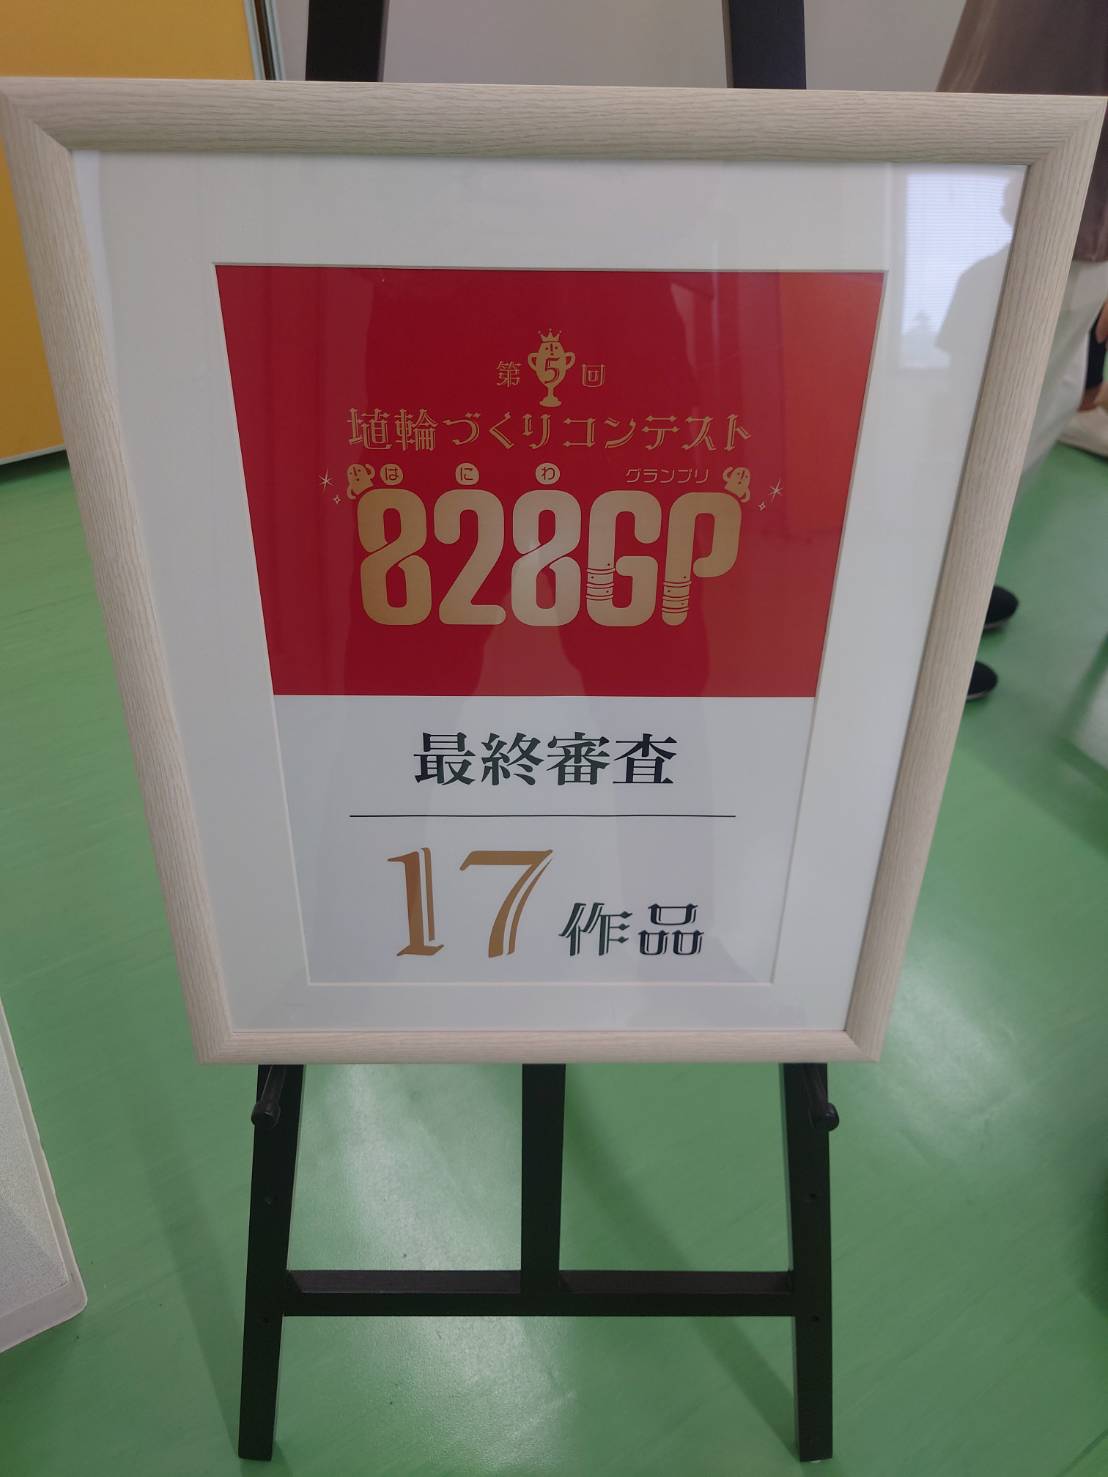 第5回
埴輪づくりコンテスト
はにわ グランプリ
828GP
最終審査
17作品